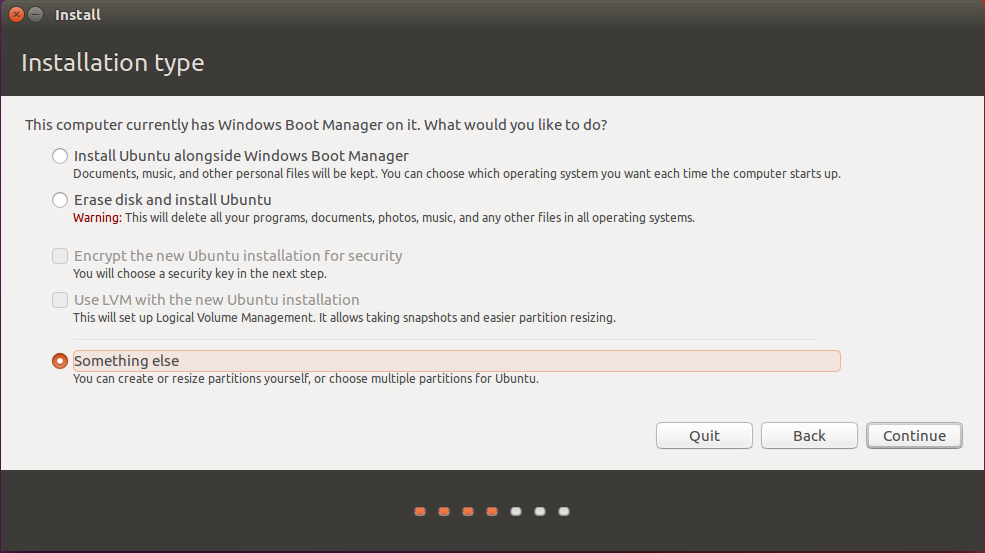 Install
Installation type
This computer currently has Windows Boot Manager on it. What would you like to do?
Install Ubuntu alongside Windows Boot Manager
Documents, music, and other personal files will be kept. You can choose which operating system you want each time the computer starts up.
Erase disk and install Ubuntu
Warning: This will delete all your programs, documents, photos, music, and any other files in all operating systems.
Encrypt the new Ubuntu installation for security
You will choose a security key in the next step.
Use LVM with the new Ubuntu installation
This will set up Logical Volume Management. It allows taking snapshots and easier partition resizing.
Something else
You can create or resize partitions yourself, or choose multiple partitions for Ubuntu.
Quit Back Continue